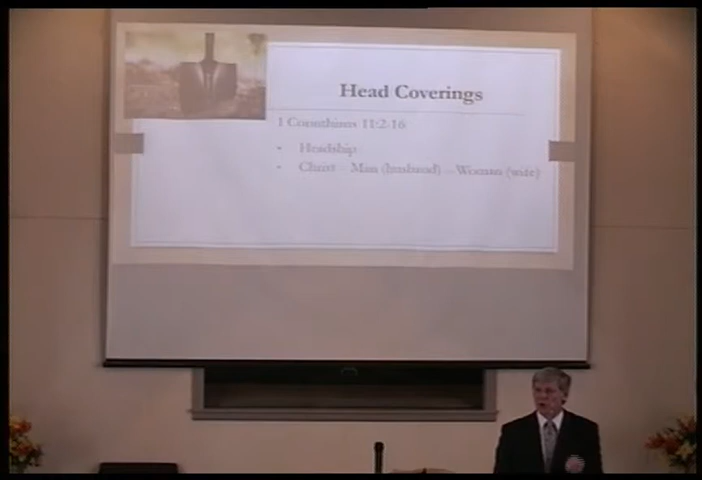 Head Coverings
1 Corinthians 11:2-16
• Headship
• Christ – Man (husband) – Woman (wife)